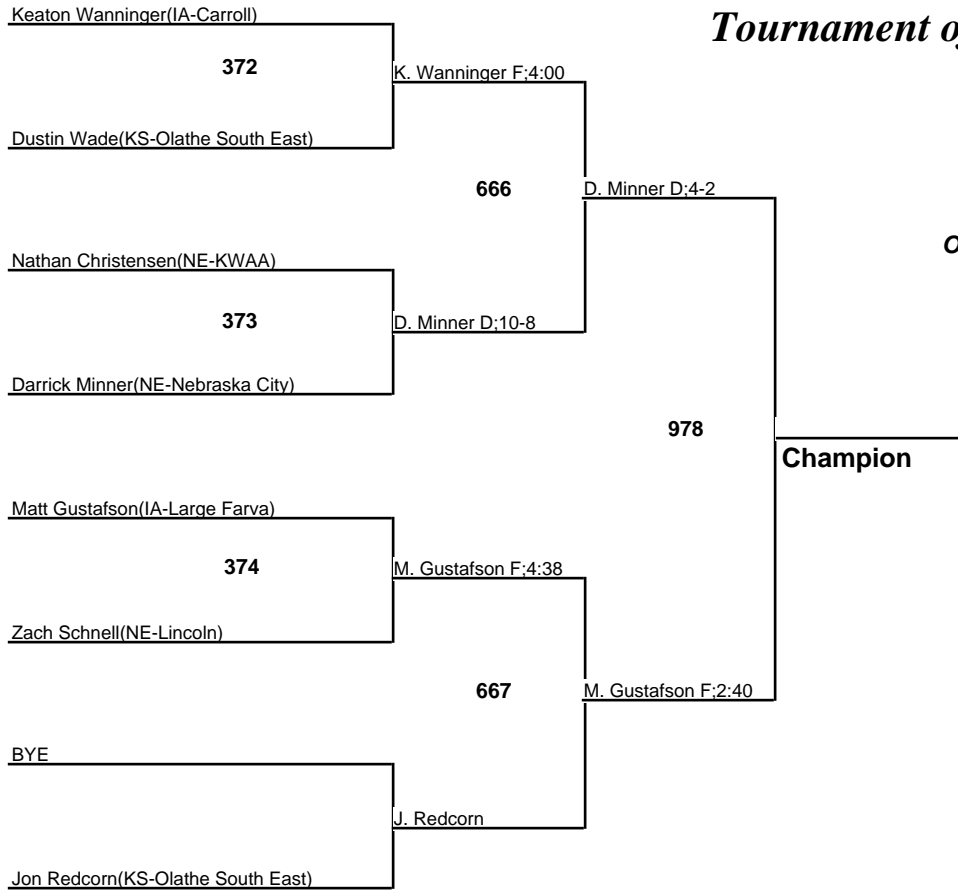 Keaton Wanninger(IA-Carroll)
Tournament of
372
K. Wanninger F;4:00
Dustin Wade(KS-Olathe South East)
666
D. Minner D;4-2
O
Nathan Christensen(NE-KWAA)
373
D. Minner D;10-8
Darrick Minner(NE-Nebraska City)
978
Champion
Matt Gustafson(IA-Large Farva)
374
M. Gustafson F;4:38
Zach Schnell(NE-Lincoln)
667
M. Gustafson F;2:40
BYE
J. Redcorn
Jon Redcorn(KS-Olathe South East)